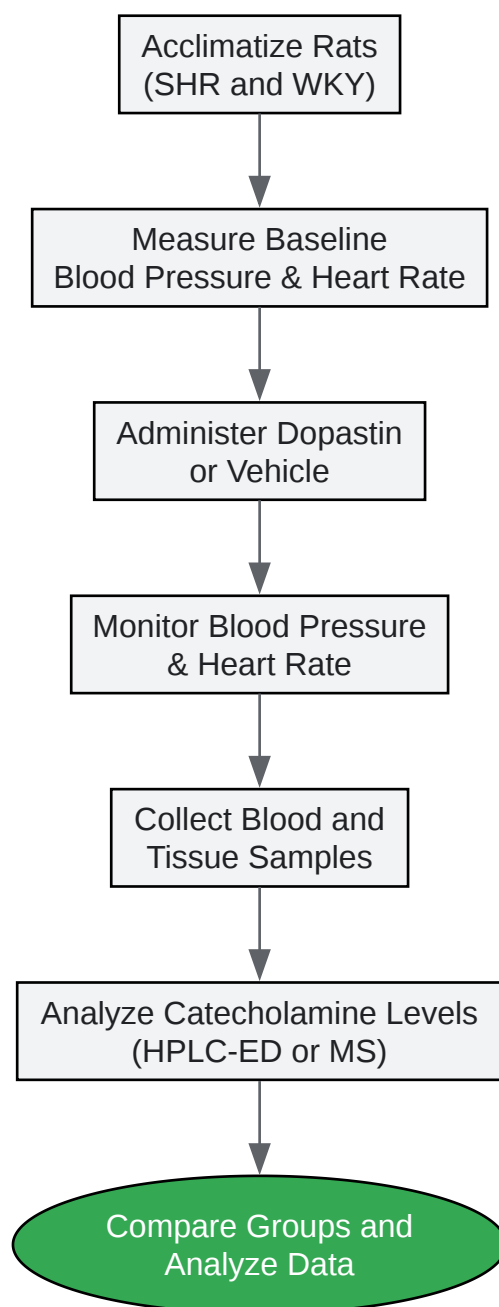 Acclimatize Rats
(SHR and WKY)
Measure Baseline
Blood Pressure & Heart Rate
Administer Dopastin
or Vehicle
Monitor Blood Pressure
& Heart Rate
Collect Blood and
Tissue Samples
Analyze Catecholamine Levels
(HPLC-ED or MS)
Compare Groups and
Analyze Data